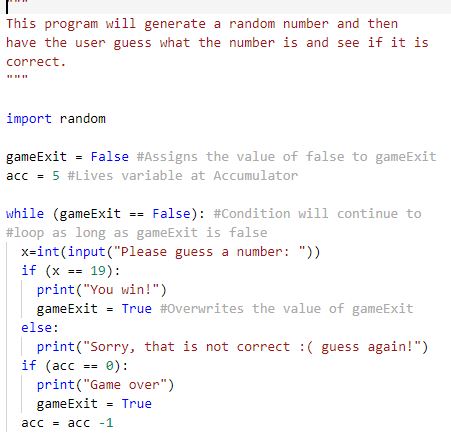 """
This program will generate a random number and then
have the user guess what the number is and see if it is
correct.
"""
import random
gameExit = False #Assigns the value of false to gameExit
acc = 5 #Lives variable at Accumulator
while (gameExit == False): #Condition will continue to
#loop as long as gameExit is false
x=int(input("Please guess a number: "))
if (x == 19):
print("You win!")
gameExit = True #Overwrites the value of gameExit
else:
print("Sorry, that is not correct :( guess again!")
if (acc == 0):
print("Game over")
gameExit = True
acc = acc -1